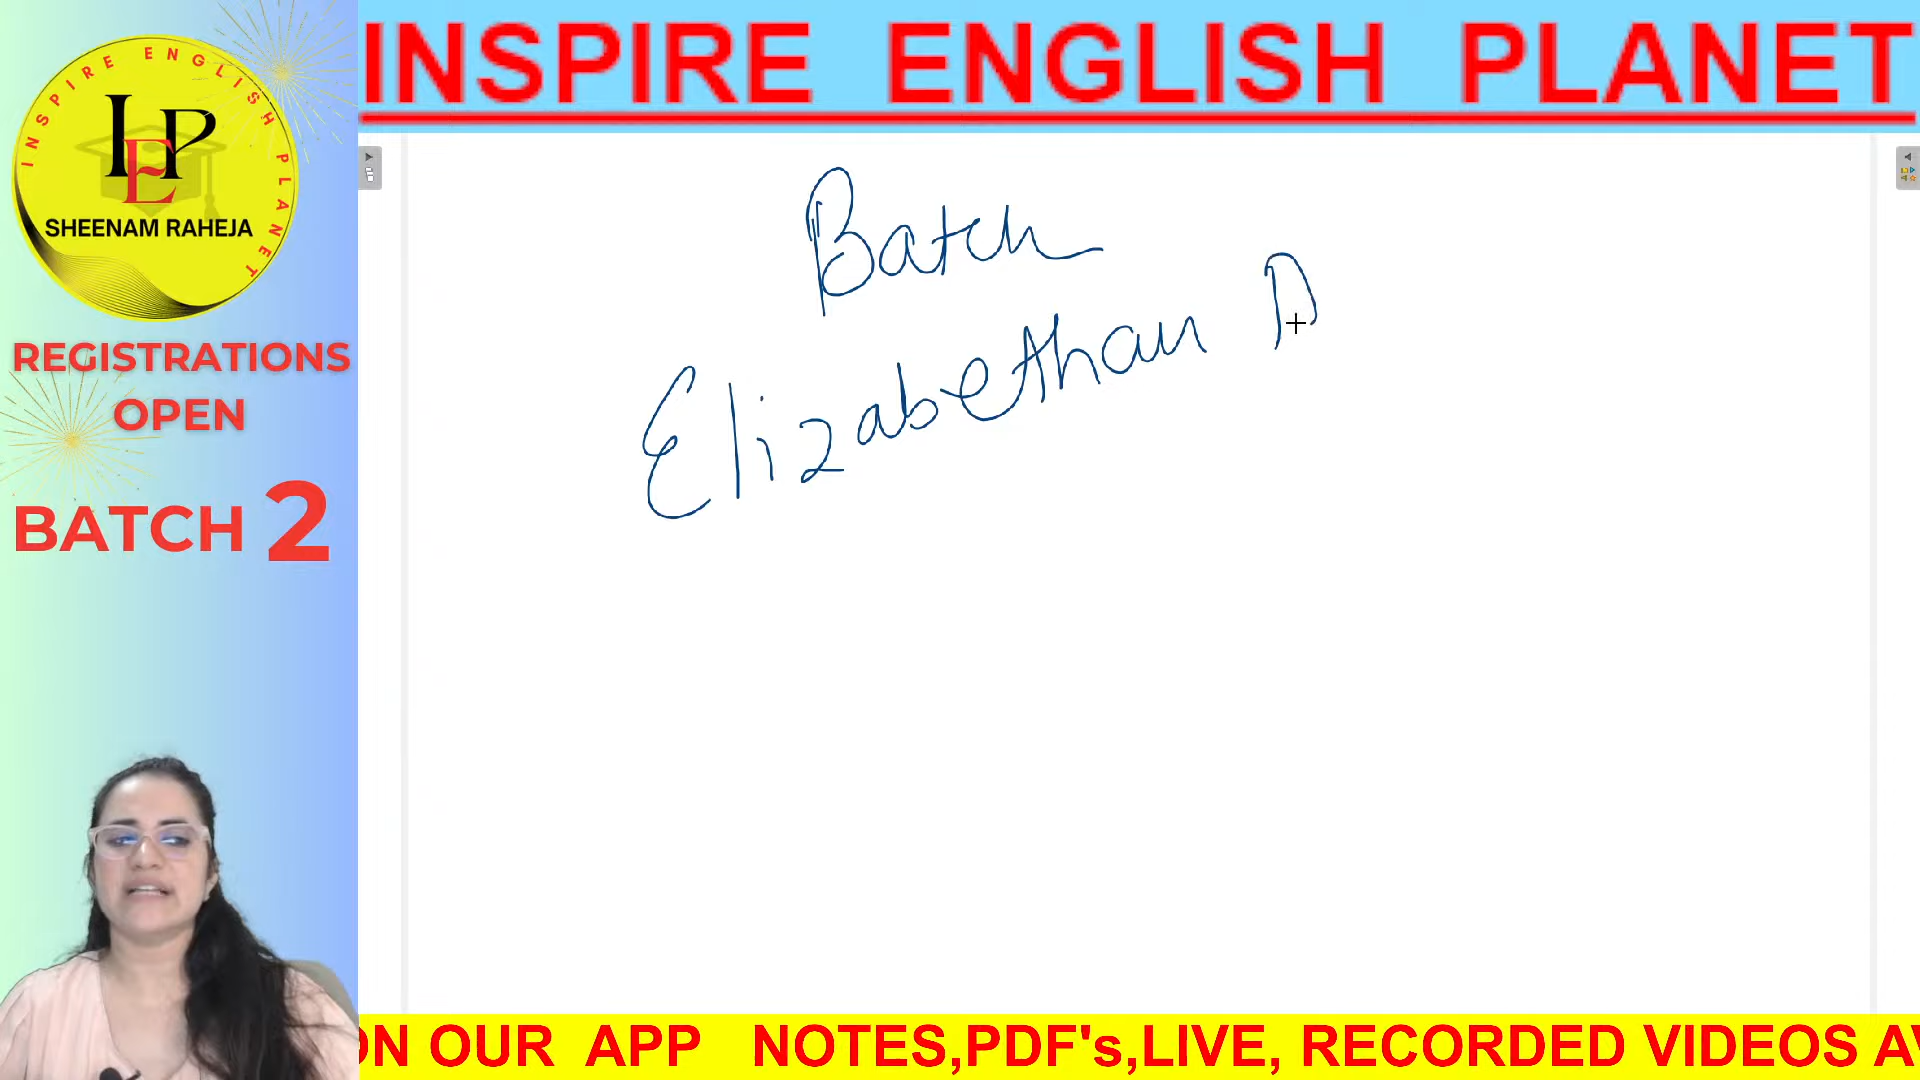 INSPIRE ENGLISH PLANET
INSPIRE ENGLISH PLANET
IEP
SHEENAM RAHEJA
REGISTRATIONS
OPEN
BATCH 2
Batch
Elizabethan
ON OUR APP NOTES,PDF's,LIVE, RECORDED VIDEOS AV